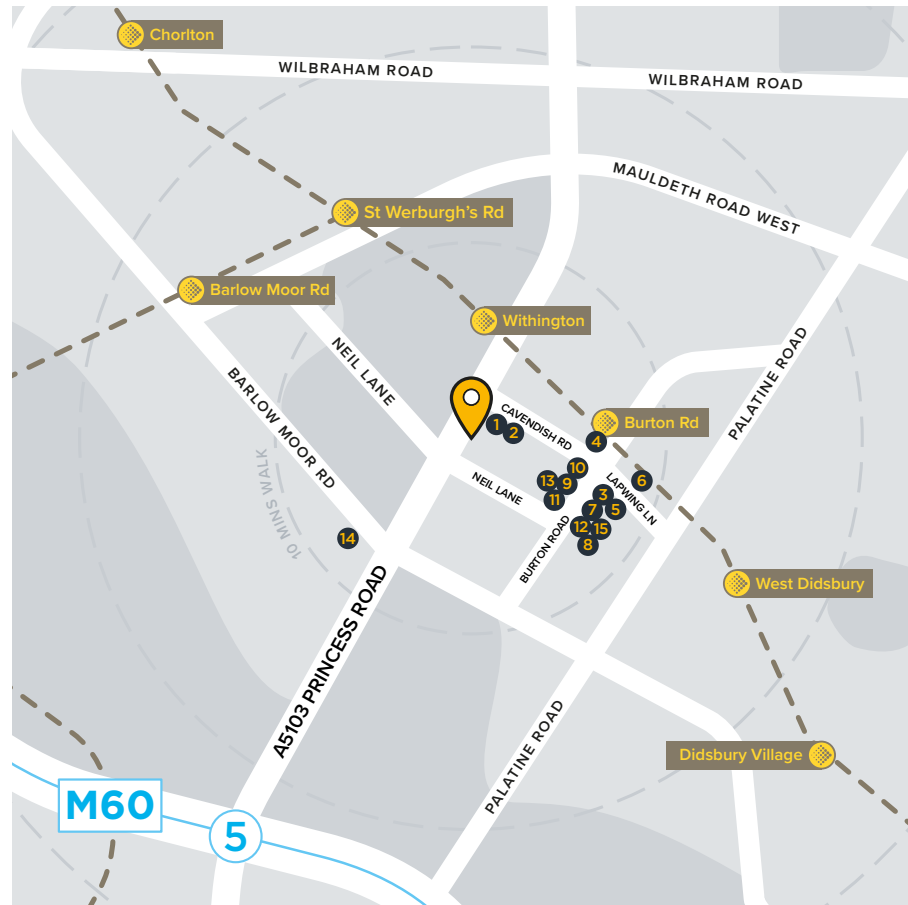 Chorlton
WILBRAHAM ROAD
WILBRAHAM ROAD
MAULDETH ROAD WEST
St Werburgh's Rd
Barlow Moor Rd
Withington
NEIL LANE
BARLOW MOOR RD
PALATINE ROAD
CAVENDISH RD
Burton Rd
1
2
4
10
6
13
9
NEIL LANE
LAPWING LN
3
11
7
5
12
15
8
BURTON ROAD
14
10 MINS WALK
West Didsbury
A5103 PRINCESS ROAD
PALATINE ROAD
Didsbury Village
M60
5